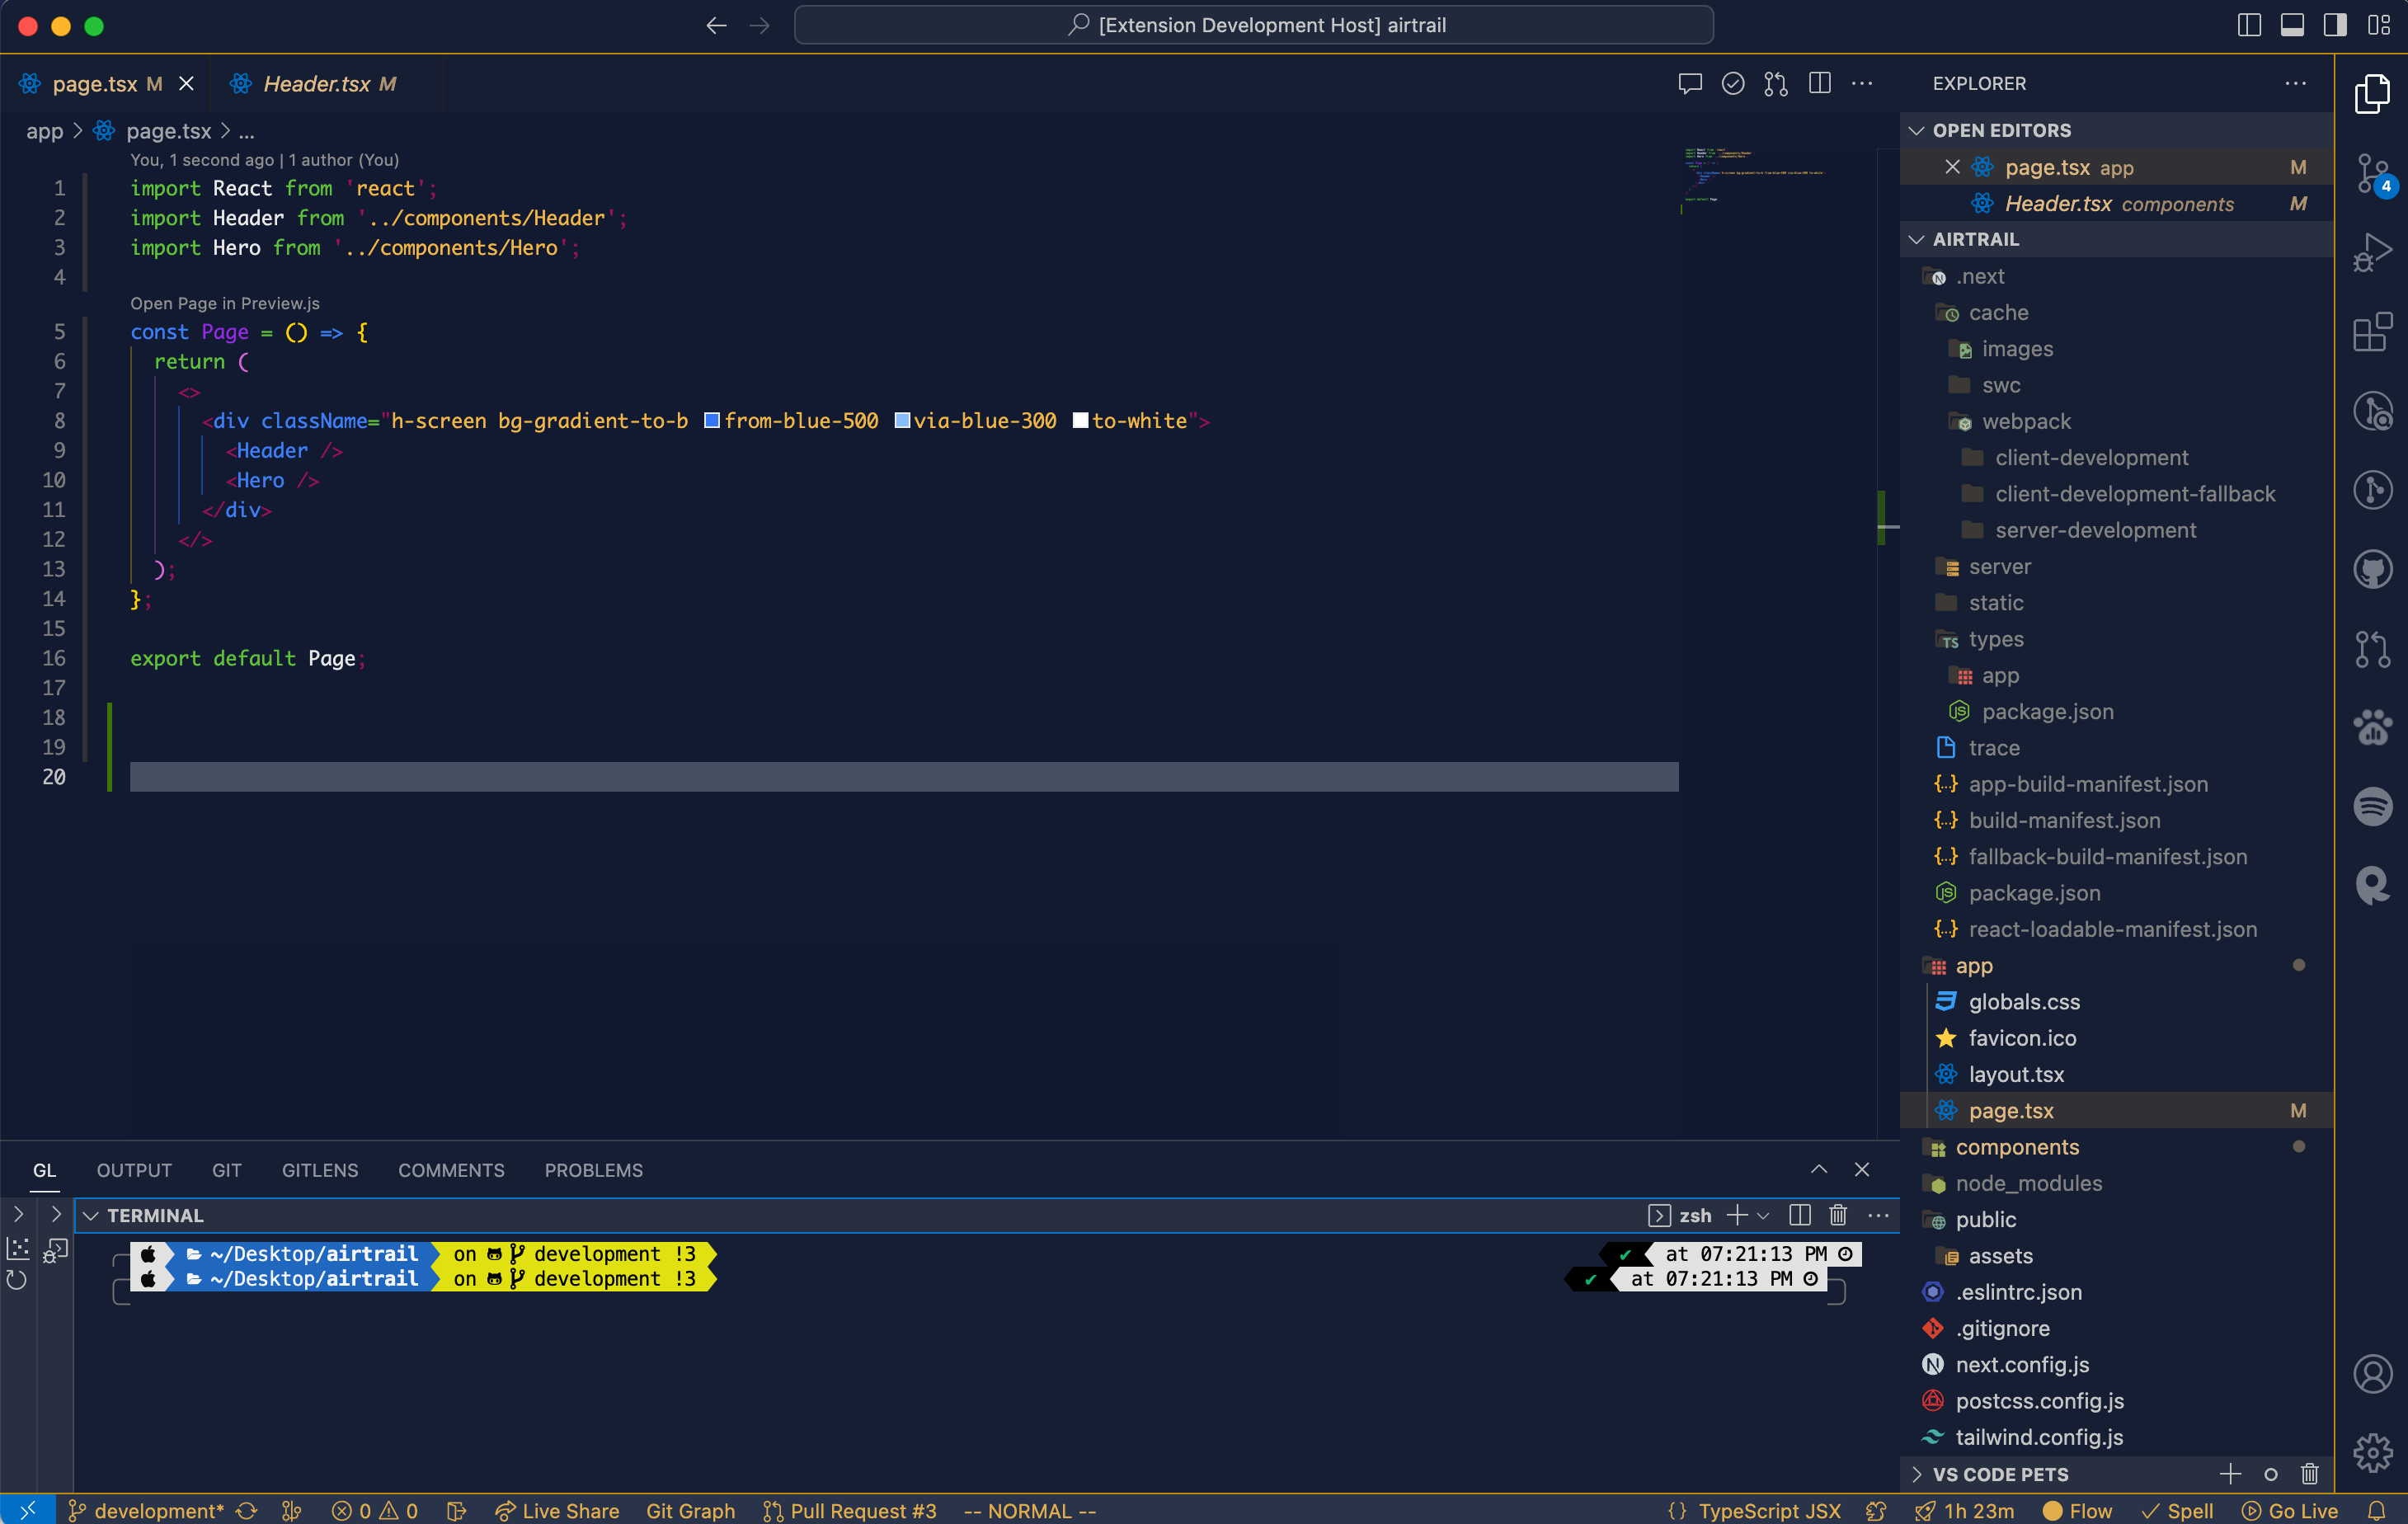 [Extension Development Host] airtrail
page.tsx M
Header.tsx M
app > page.tsx > ...
You, 1 second ago | 1 author (You)
1 import React from 'react';
2 import Header from '../components/Header';
3 import Hero from '../components/Hero';
4
Open Page in Preview.js
5 const Page = () => {
6 return (
7 <>
8 <div className="h-screen bg-gradient-to-b from-blue-500 via-blue-300 to-white">
9 <Header />
10 <Hero />
11 </div>
12 </>
13 );
14 };
15
16 export default Page;
17
18
19
20
EXPLORER
OPEN EDITORS
page.tsx app M
Header.tsx components M
AIRTRAIL
.next
cache
images
swc
webpack
client-development
client-development-fallback
server-development
server
static
types
app
package.json
trace
app-build-manifest.json
build-manifest.json
fallback-build-manifest.json
package.json
react-loadable-manifest.json
app
globals.css
favicon.ico
layout.tsx
page.tsx M
components
node_modules
public
assets
.eslintrc.json
.gitignore
next.config.js
postcss.config.js
tailwind.config.js
VS CODE PETS
4
GL OUTPUT GIT GITLENS COMMENTS PROBLEMS
TERMINAL
zsh
~/Desktop/airtrail on development !3 at 07:21:13 PM
~/Desktop/airtrail on development !3 at 07:21:13 PM
development* 0 0 Live Share Git Graph Pull Request #3 -- NORMAL -- {} TypeScript JSX 1h 23m Flow Spell Go Live